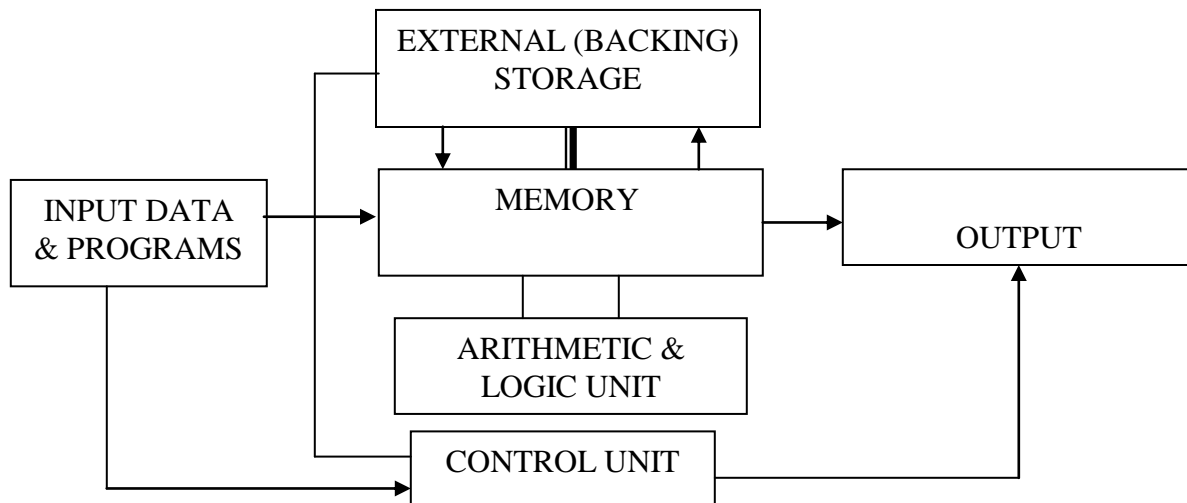 EXTERNAL (BACKING)
STORAGE
MEMORY
INPUT DATA
& PROGRAMS
OUTPUT
ARITHMETIC &
LOGIC UNIT
CONTROL UNIT